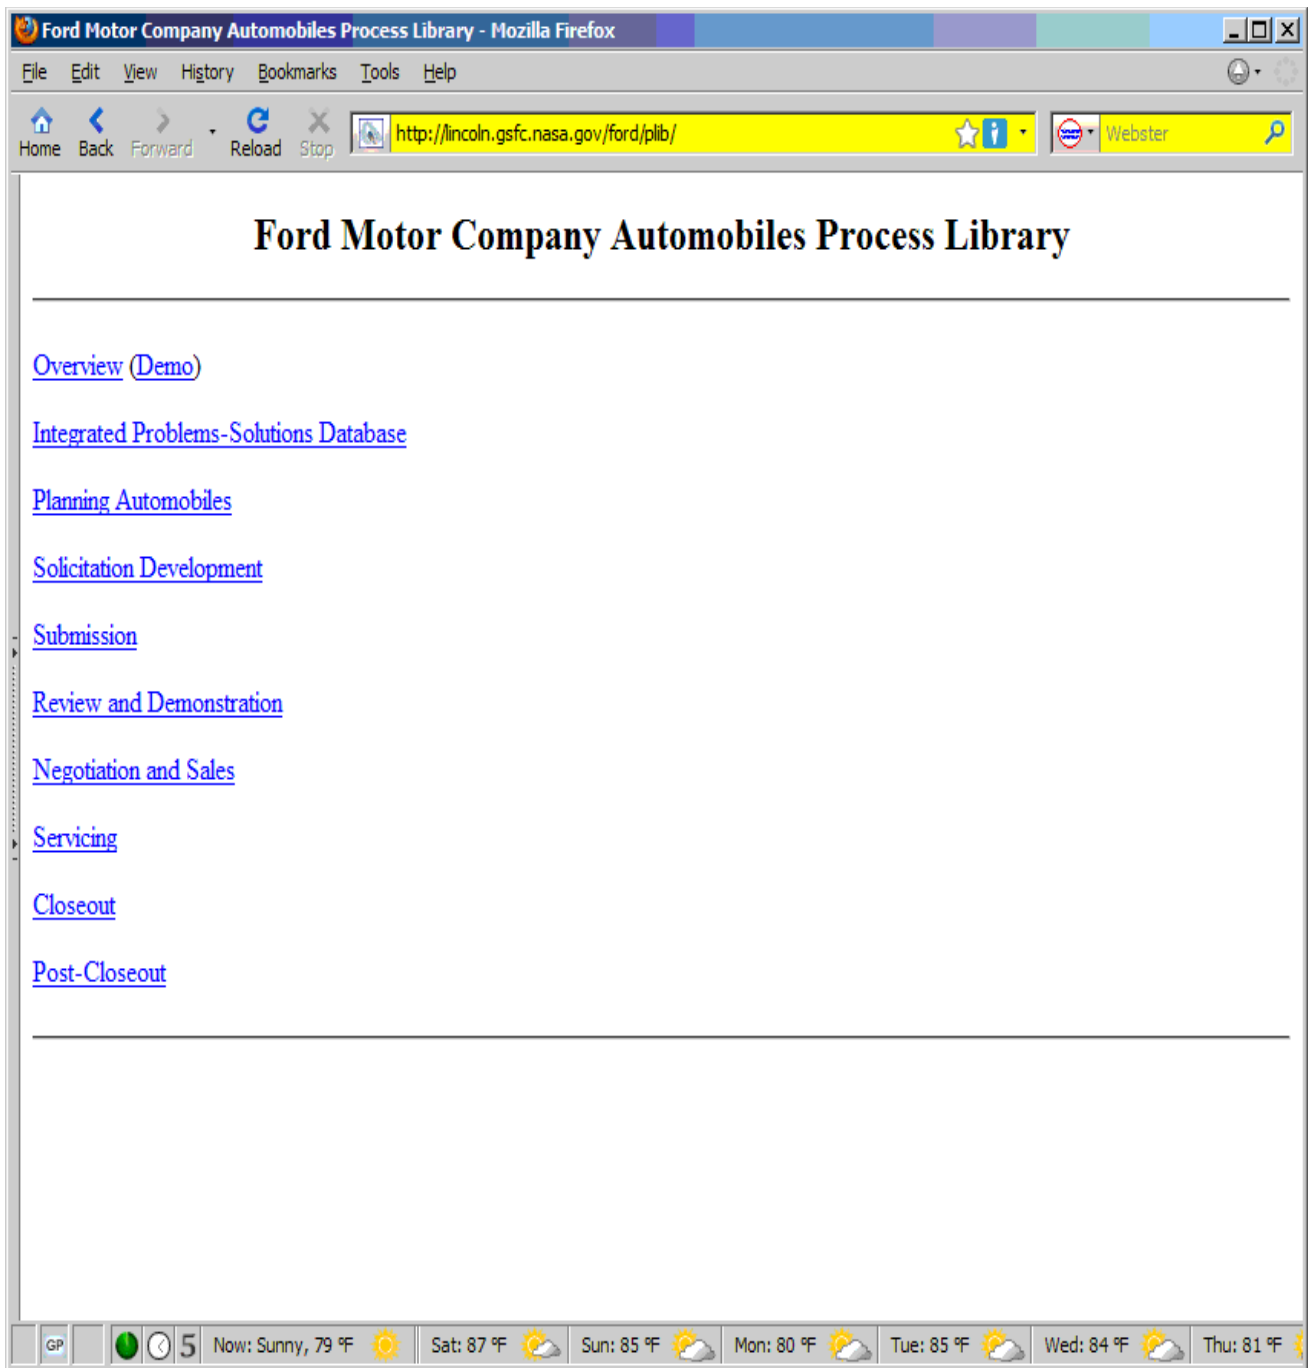 Ford Motor Company Automobiles Process Library - Mozilla Firefox
File Edit View History Bookmarks Tools Help
Home Back Forward Reload Stop http://lincoln.gsfc.nasa.gov/ford/plib/ Webster
Ford Motor Company Automobiles Process Library
Overview (Demo)
Integrated Problems-Solutions Database
Planning Automobiles
Solicitation Development
Submission
Review and Demonstration
Negotiation and Sales
Servicing
Closeout
Post-Closeout
GP 5 Now: Sunny, 79 °F Sat: 87 °F Sun: 85 °F Mon: 80 °F Tue: 85 °F Wed: 84 °F Thu: 81 °F